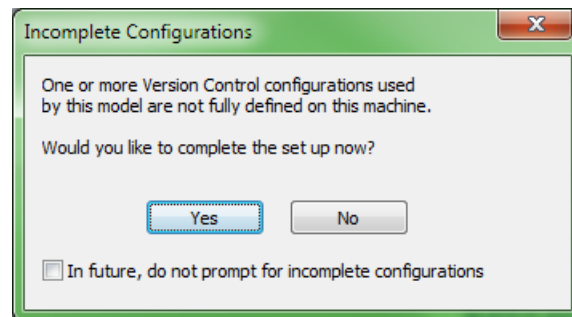 Incomplete Configurations
One or more Version Control configurations used
by this model are not fully defined on this machine.
Would you like to complete the set up now?
Yes
No
In future, do not prompt for incomplete configurations